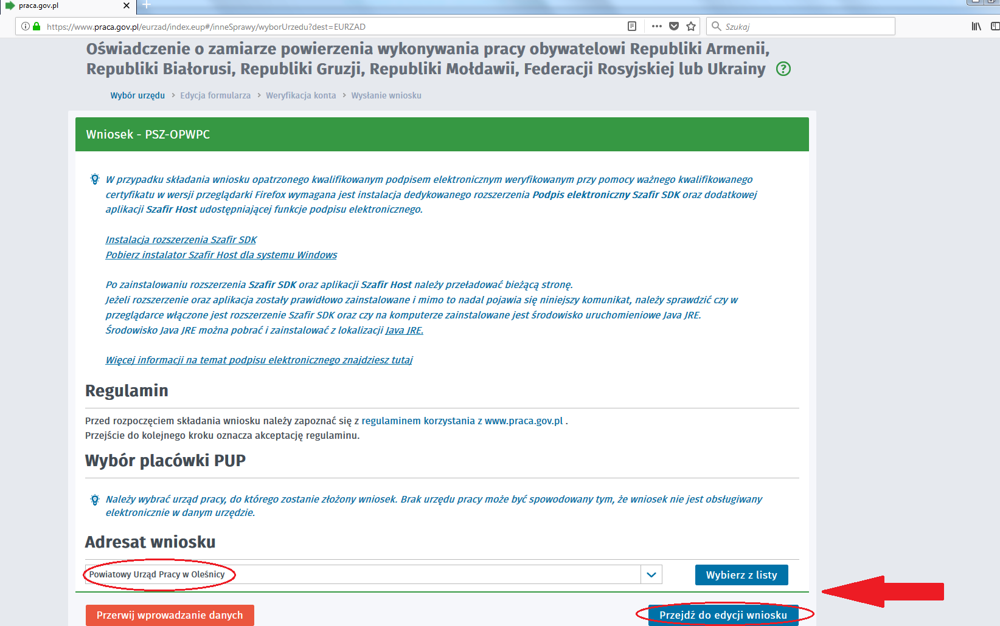 praca.gov.pl
https://www.praca.gov.pl/eurzad/index.eup#/inneSprawy/wyborUrzedu?dest=EURZAD
Szukaj
Oświadczenie o zamiarze powierzenia wykonywania pracy obywatelowi Republiki Armenii,
Republiki Białorusi, Republiki Gruzji, Republiki Mołdawii, Federacji Rosyjskiej lub Ukrainy ?
Wybór urzędu > Edycja formularza > Weryfikacja konta > Wysłanie wniosku
Wniosek - PSZ-OPWPC
W przypadku składania wniosku opatrzonego kwalifikowanym podpisem elektronicznym weryfikowanym przy pomocy ważnego kwalifikowanego
certyfikatu w wersji przeglądarki Firefox wymagana jest instalacja dedykowanego rozszerzenia Podpis elektroniczny Szafir SDK oraz dodatkowej
aplikacji Szafir Host udostępniającej funkcje podpisu elektronicznego.
Instalacja rozszerzenia Szafir SDK
Pobierz instalator Szafir Host dla systemu Windows
Po zainstalowaniu rozszerzenia Szafir SDK oraz aplikacji Szafir Host należy przeładować bieżącą stronę.
Jeżeli rozszerzenie oraz aplikacja zostały prawidłowo zainstalowane i mimo to nadal pojawia się niniejszy komunikat, należy sprawdzić czy w
przeglądarce włączone jest rozszerzenie Szafir SDK oraz czy na komputerze zainstalowane jest środowisko uruchomieniowe Java JRE.
Środowisko Java JRE można pobrać i zainstalować z lokalizacji Java JRE.
Więcej informacji na temat podpisu elektronicznego znajdziesz tutaj
Regulamin
Przed rozpoczęciem składania wniosku należy zapoznać się z regulaminem korzystania z www.praca.gov.pl .
Przejście do kolejnego kroku oznacza akceptację regulaminu.
Wybór placówki PUP
Należy wybrać urząd pracy, do którego zostanie złożony wniosek. Brak urzędu pracy może być spowodowany tym, że wniosek nie jest obsługiwany
elektronicznie w danym urzędzie.
Adresat wniosku
Powiatowy Urząd Pracy w Oleśnicy
Wybierz z listy
Przerwij wprowadzanie danych
Przejdź do edycji wniosku